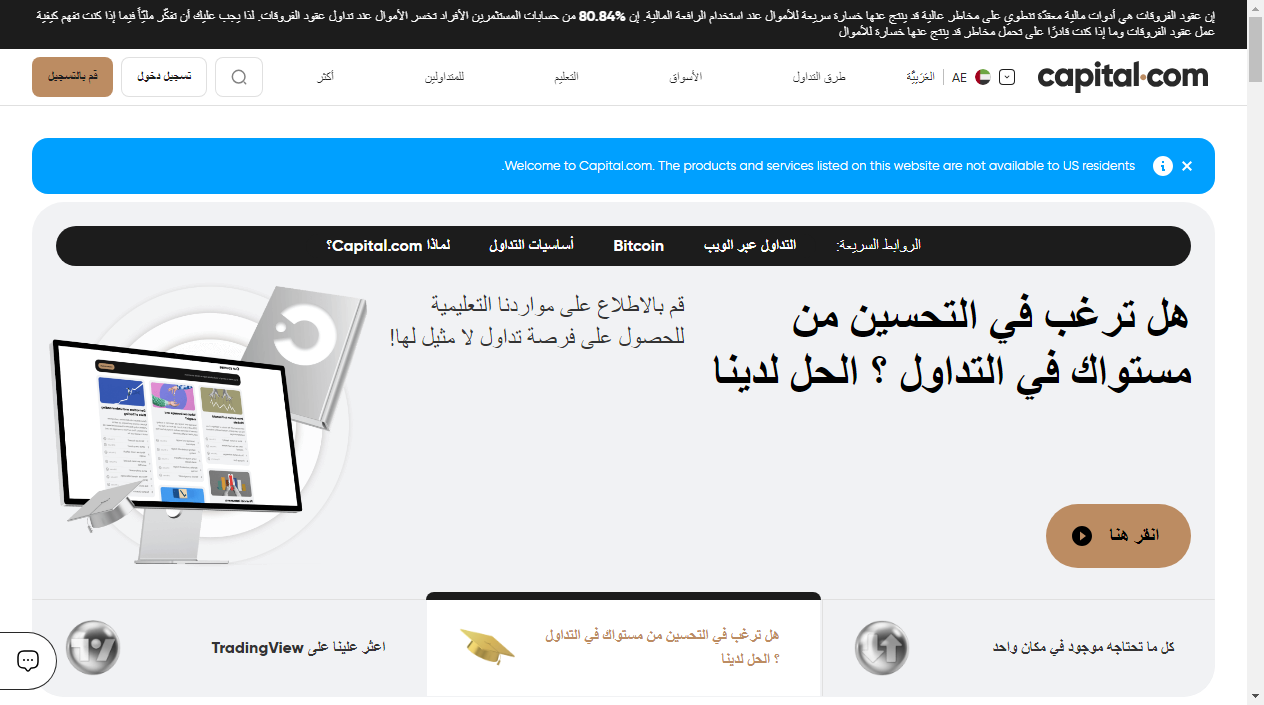 إن عقود الفروقات هي أدوات مالية معقدّة تنطوي على مخاطر عالية قد ينتج عنها خسارة سريعة للأموال عند استخدام الرافعة المالية. إن 80.84% من حسابات المستثمرين الأفراد تخسر الأموال عند تداول عقود الفروقات. لذا يجب عليك أن تفكّر مليّاً فيما إذا كنت تفهم كيفية
عمل عقود الفروقات وما إذا كنت قادرًا على تحمل مخاطر قد ينتج عنها خسارة للأموال
capital.com
AE
العَرَبِيَّة
طرق التداول
الأسواق
التعليم
للمتداولين
أكثر
تسجيل دخول
قم بالتسجيل
Welcome to Capital.com. The products and services listed on this website are not available to US residents.
الروابط السريعة:
التداول عبر الويب
Bitcoin
أساسيات التداول
لماذا Capital.com؟
هل ترغب في التحسين من
مستواك في التداول ؟ الحل لدينا
قم بالاطلاع على مواردنا التعليمية
للحصول على فرصة تداول لا مثيل لها!
انقر هنا
كل ما تحتاجه موجود في مكان واحد
هل ترغب في التحسين من مستواك في التداول
؟ الحل لدينا
اعثر علينا على TradingView